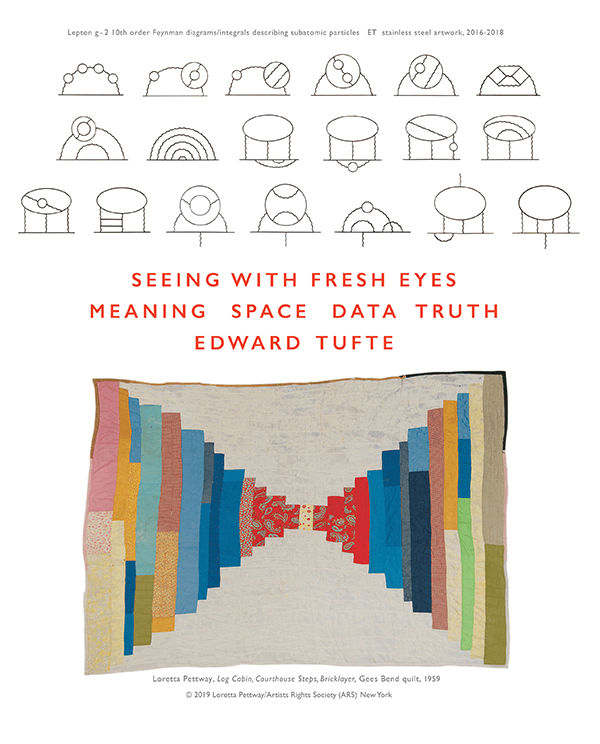 Lepton g - 2 10th order Feynman diagrams/integrals describing subatomic particles ET stainless steel artwork, 2016-2018
SEEING WITH FRESH EYES
MEANING SPACE DATA TRUTH
EDWARD TUFTE
Loretta Pettway, Log Cabin, Courthouse Steps, Bricklayer, Gees Bend quilt, 1959
© 2019 Loretta Pettway/Artists Rights Society (ARS) New York